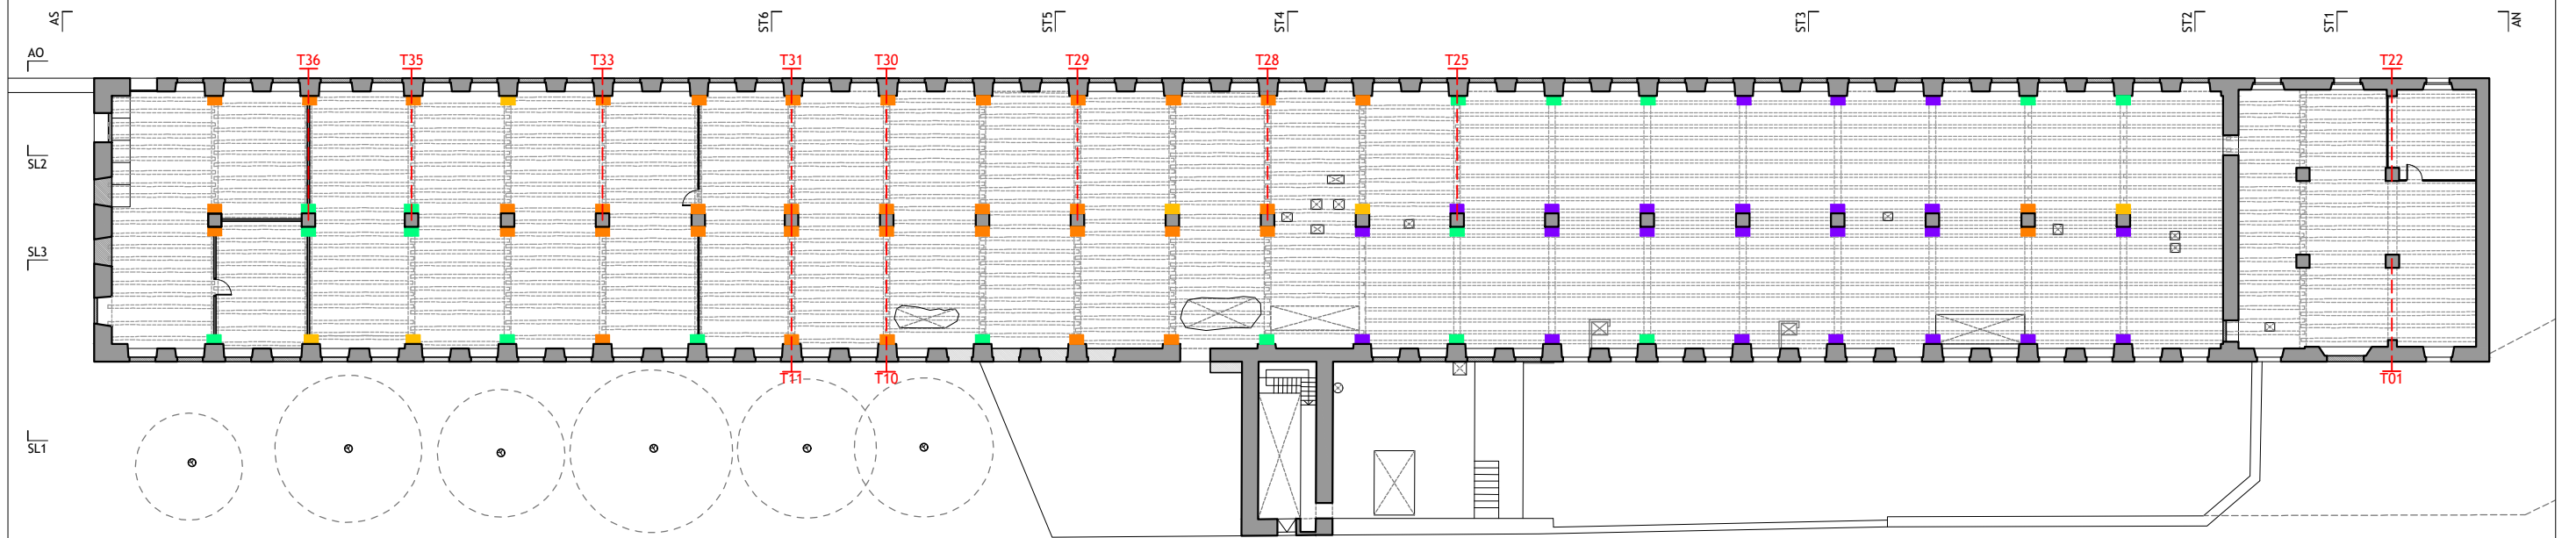 AS
ST6
ST5
ST4
ST3
ST2
ST1
AN
AO
T36
T35
T33
T31
T30
T29
T28
T25
T22
SL2
SL3
T11
T10
T01
SL1